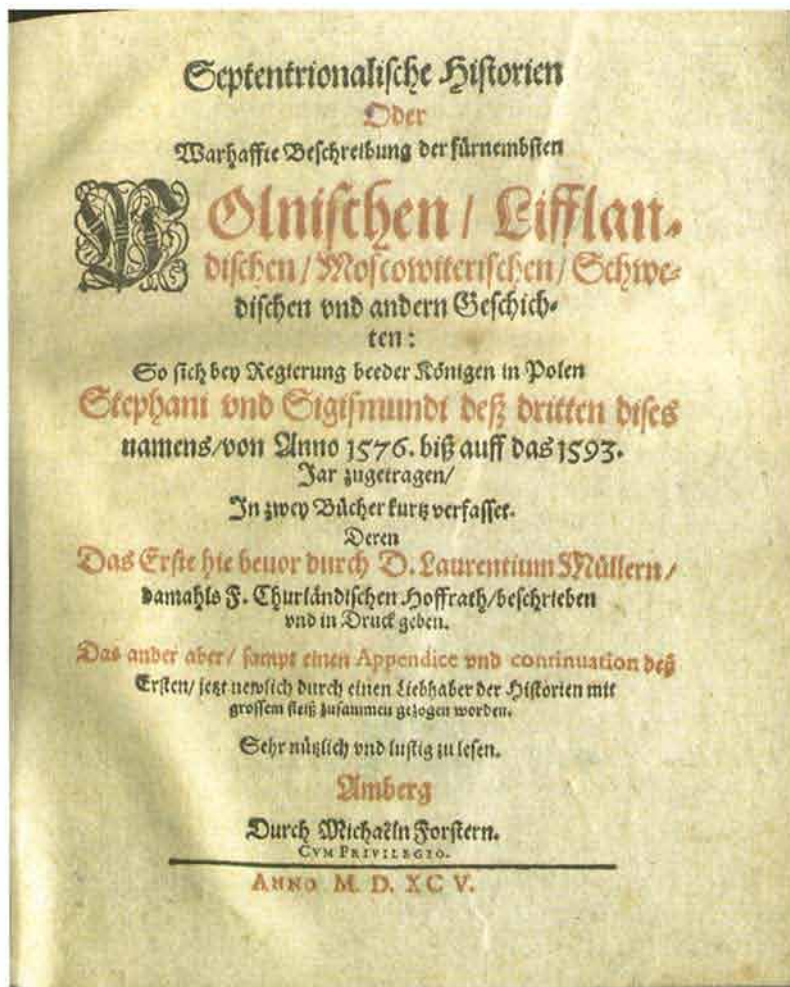 Septentrionalische Historien
Oder
Warhaffte Beschreibung der fürnembsten
POlnischen / Lifflan-
dischen / Moscowiterischen / Schwe-
dischen vnd andern Geschich-
ten:
So sich bey Regierung beeder Königen in Polen
Stephani vnd Sigismundi deß dritten dises
namens/von Anno 1576. biß auff das 1593.
Jar zugetragen/
In zwey Bücher kurtz verfasset.
Deren
Das Erste hie beuor durch D. Laurentium Müllern /
damahls F. Churländischen Hoffrath/beschrieben
vnd in Druck geben.
Das ander aber / sampt einen Appendice vnd continuation deß
Ersten / jetzt newlich durch einen Liebhaber der Historien mit
grossem fleiß zusammen gezogen worden.
Sehr nützlich vnd lustig zu lesen.
Amberg
Durch Michaëln Forstern.
CVM PRIVILEGIO.
ANNO M. D. XC V.